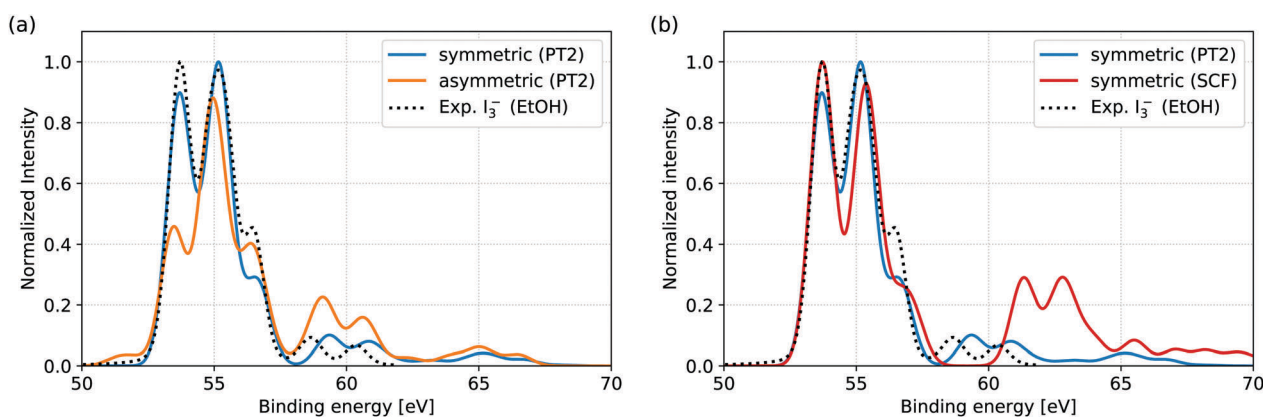 (a)
Normalized Intensity
1.0
0.8
0.6
0.4
0.2
0.0
symmetric (PT2)
asymmetric (PT2)
Exp. I₃⁻ (EtOH)
50 55 60 65 70
Binding energy [eV]
(b)
Normalized Intensity
1.0
0.8
0.6
0.4
0.2
0.0
symmetric (PT2)
symmetric (SCF)
Exp. I₃⁻ (EtOH)
50 55 60 65 70
Binding energy [eV]